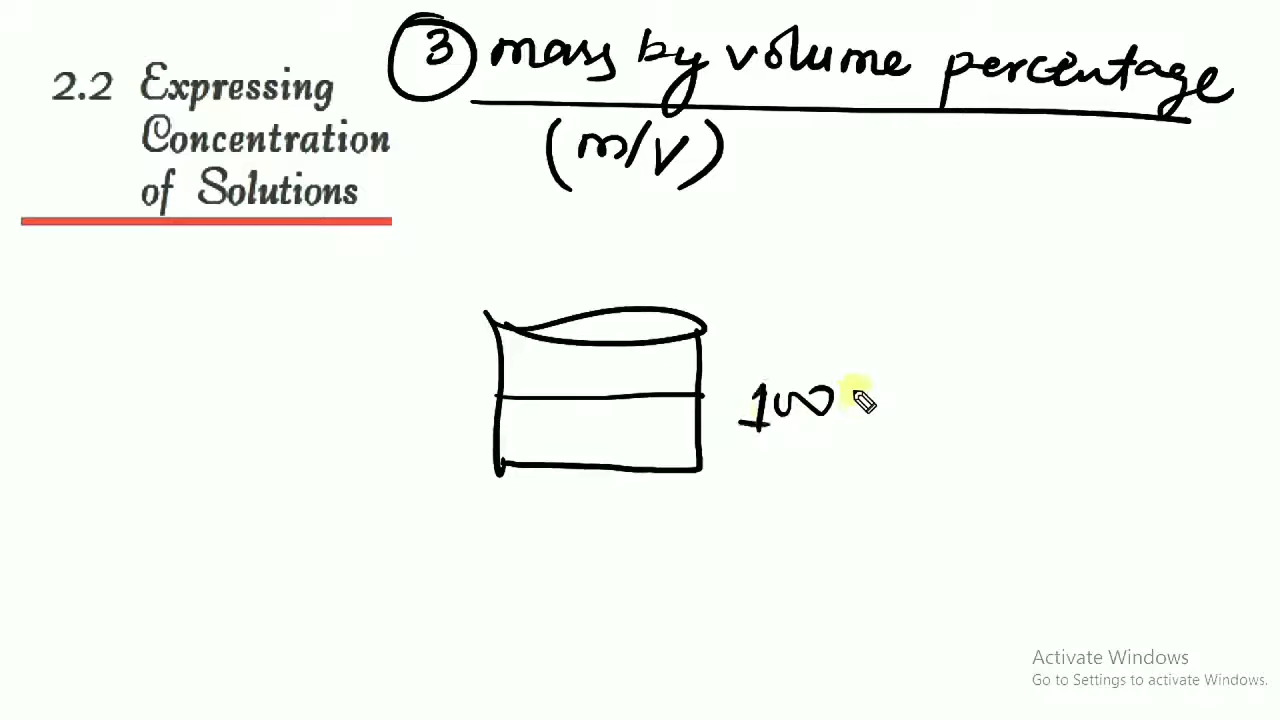 2.2 Expressing
Concentration
of Solutions
3 mass by volume percentage
(m/V)
100
Activate Windows
Go to Settings to activate Windows.